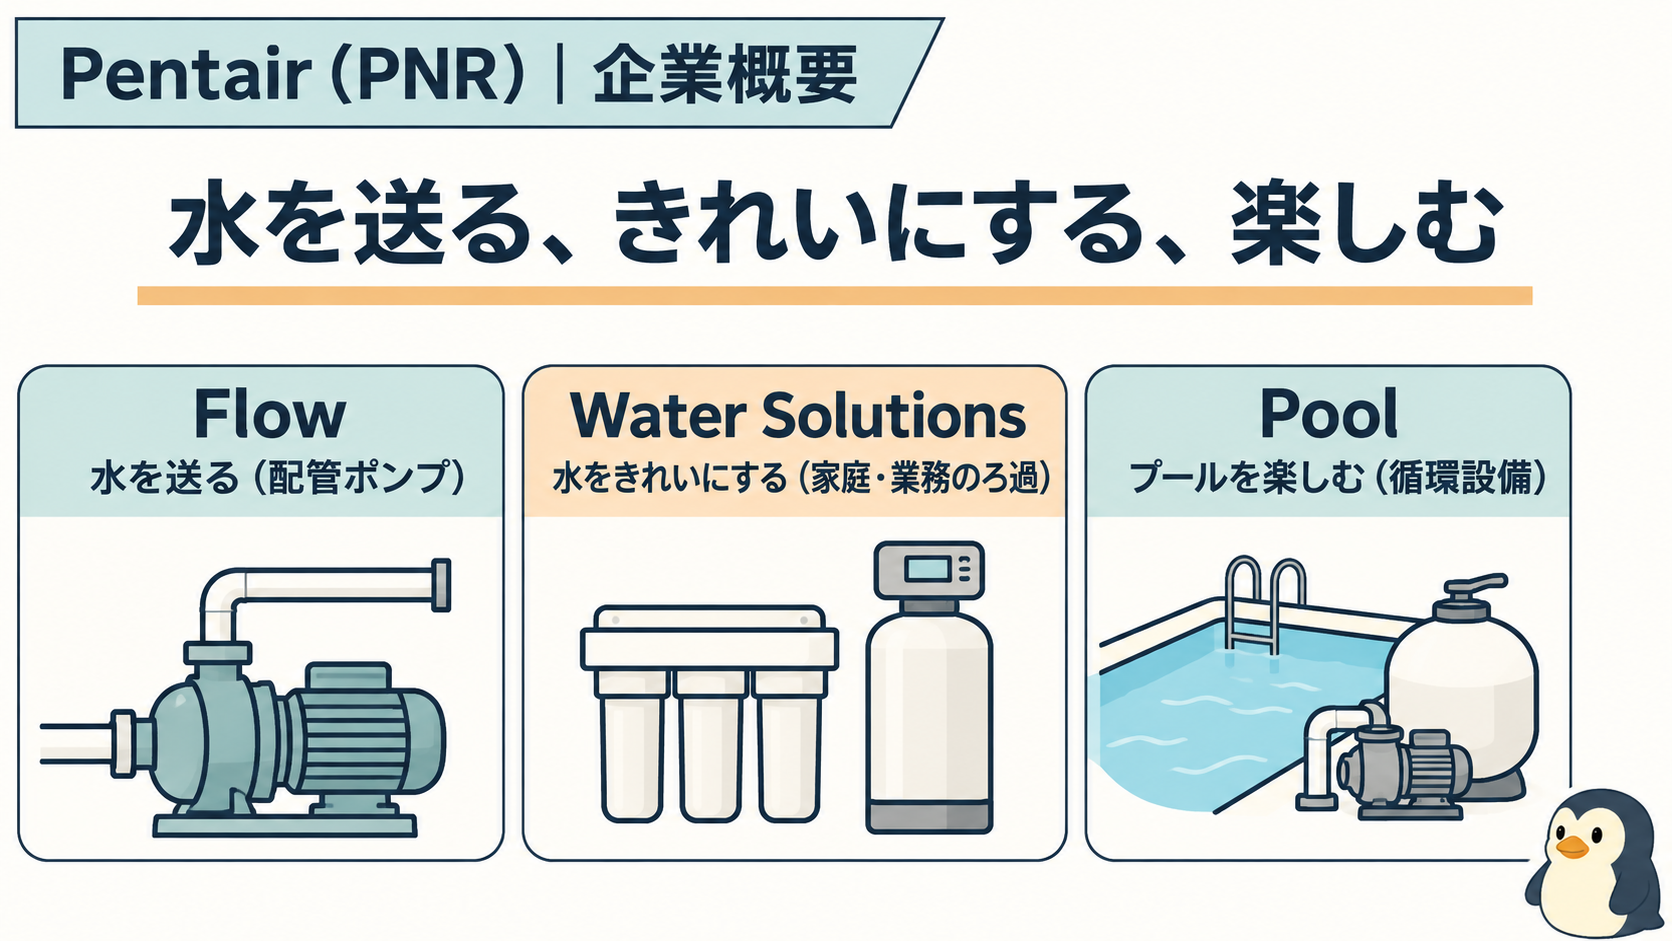 Pentair（PNR）｜企業概要
水を送る、きれいにする、楽しむ
Flow
水を送る（配管ポンプ）
Water Solutions
水をきれいにする（家庭・業務のろ過）
Pool
プールを楽しむ（循環設備）